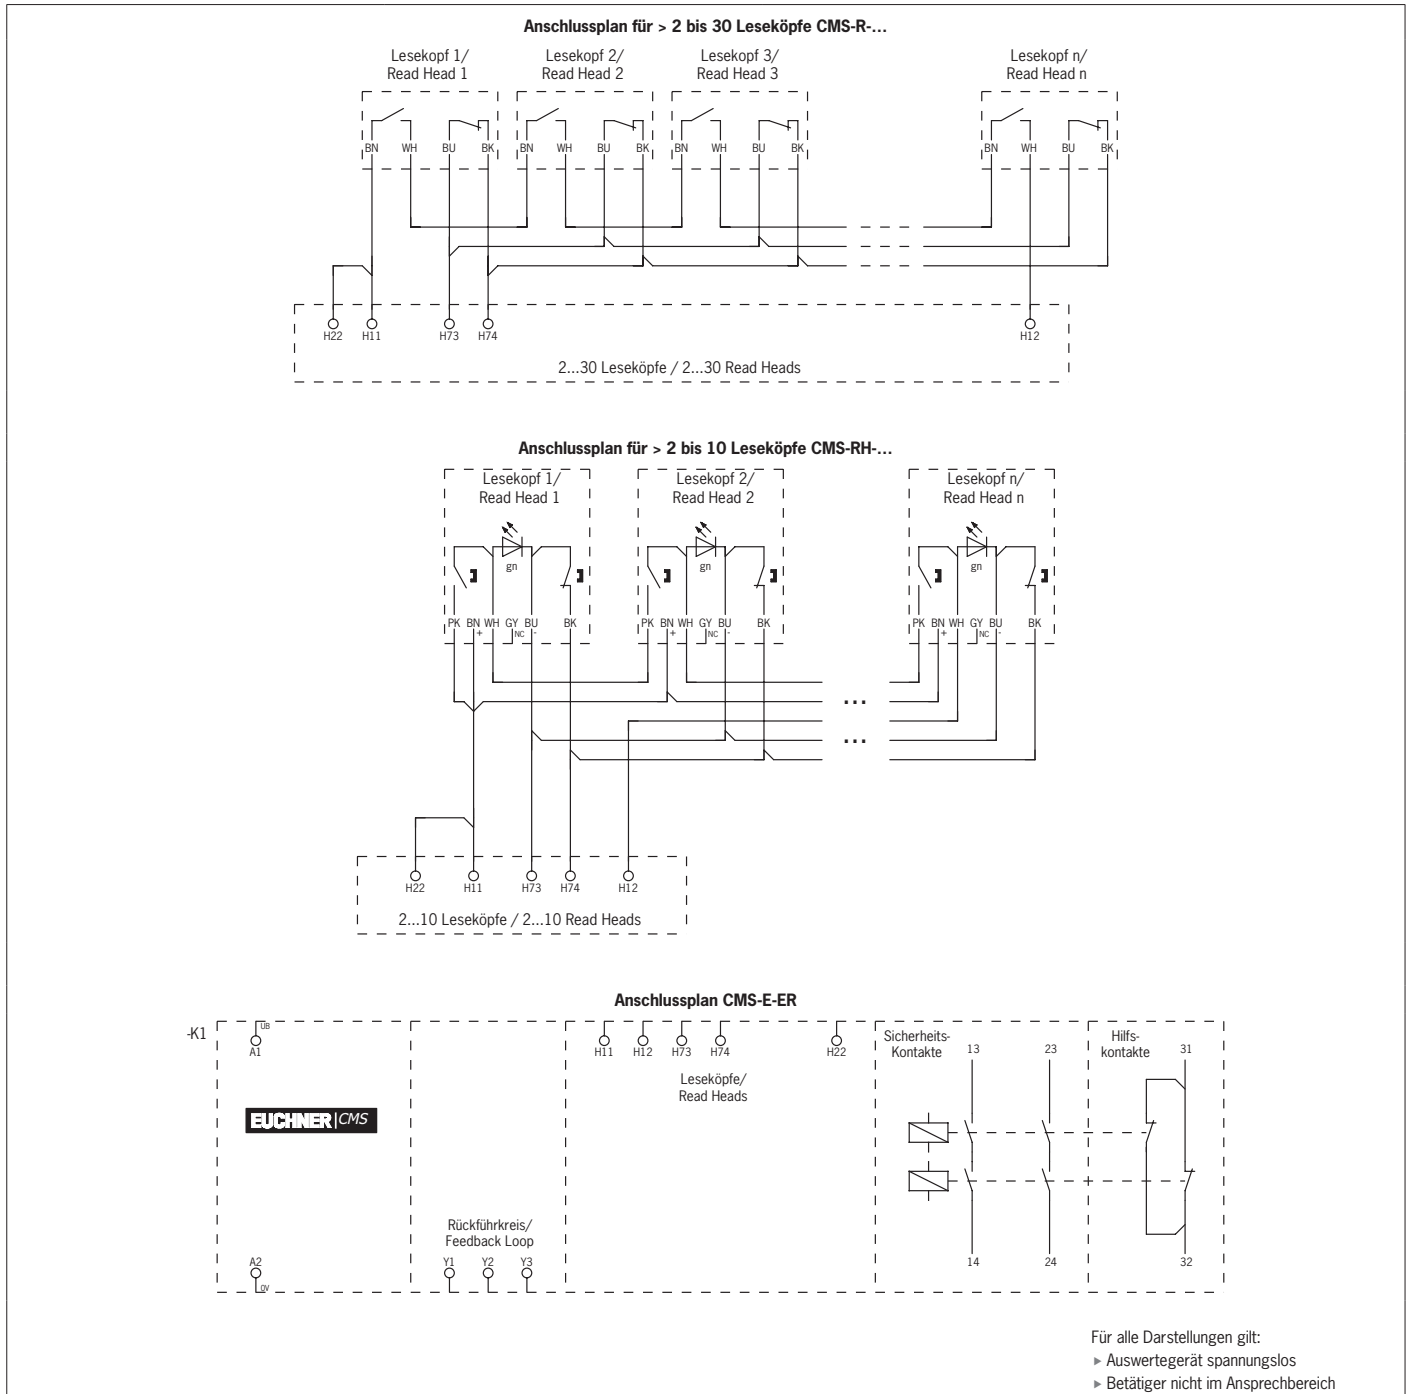 Anschlussplan für > 2 bis 30 Leseköpfe CMS-R-...
Lesekopf 1/ Lesekopf 2/ Lesekopf 3/ Lesekopf n/
Read Head 1 Read Head 2 Read Head 3 Read Head n
BN WH BU BK BN WH BU BK BN WH BU BK BN WH BU BK
H22 H11 H73 H74 H12
2...30 Leseköpfe / 2...30 Read Heads
Anschlussplan für > 2 bis 10 Leseköpfe CMS-RH-...
Lesekopf 1/ Lesekopf 2/ Lesekopf n/
Read Head 1 Read Head 2 Read Head n
gn gn gn
PK BN WH GY BU BK PK BN WH GY BU BK PK BN WH GY BU BK
+ NC - + NC - + NC -
... 
...
H22 H11 H73 H74 H12
2...10 Leseköpfe / 2...10 Read Heads
Anschlussplan CMS-E-ER
-K1
UB
A1
H11 H12 H73 H74 H22
Leseköpfe/
Read Heads
Sicherheits-
Kontakte
13 23
Hilfs-
kontakte
31
EUCHNER|CMS
Rückführkreis/
Feedback Loop
A2 Y1 Y2 Y3 14 24 32
0V
Für alle Darstellungen gilt:
▶ Auswertegerät spannungslos
▶ Betätiger nicht im Ansprechbereich